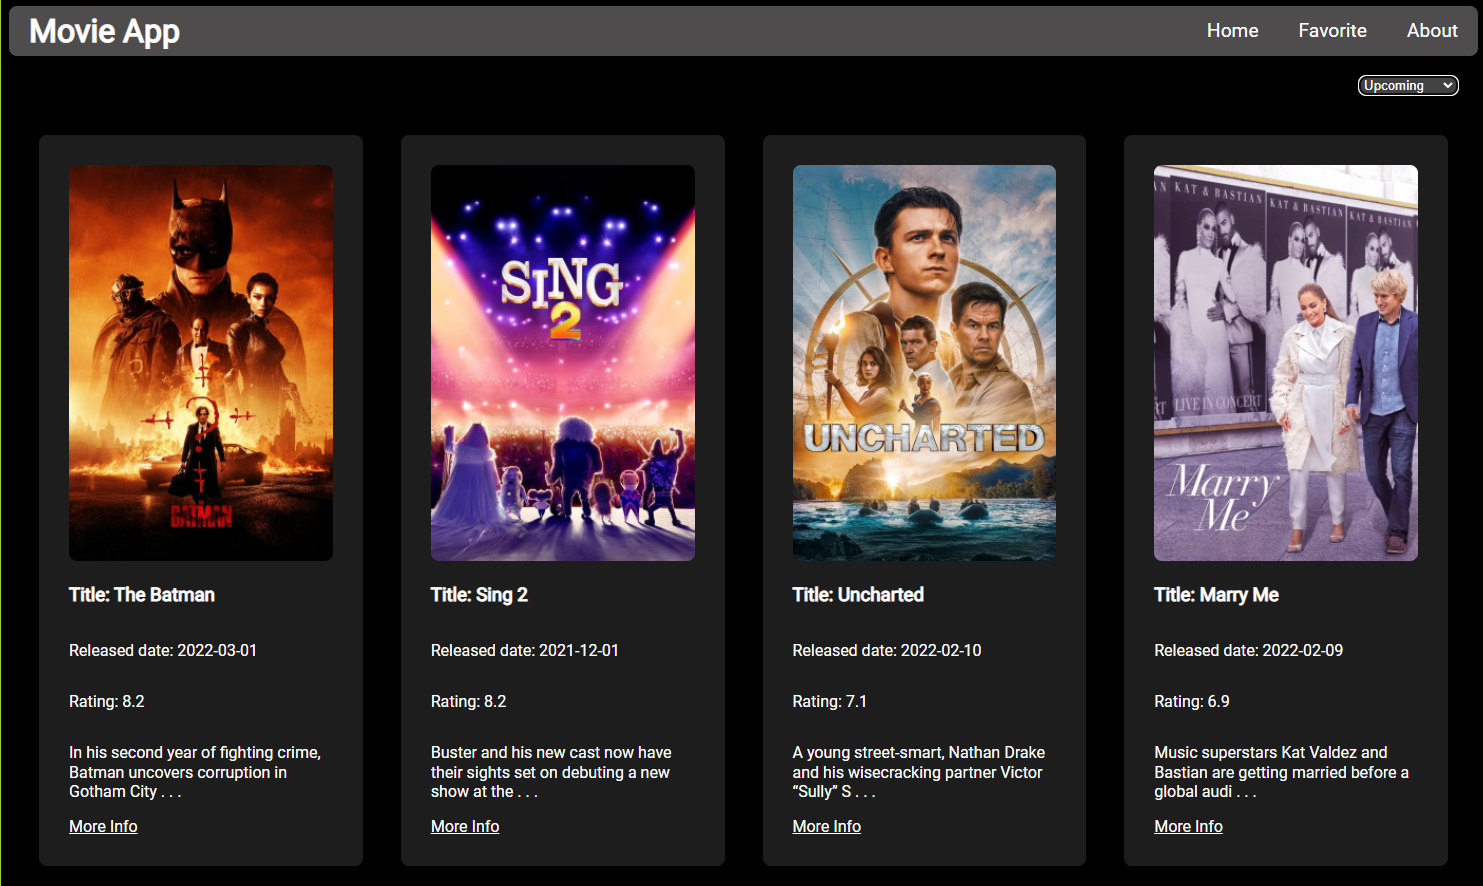 Movie App
Home Favorite About
Upcoming
BATMAN
SING
2
UNCHARTED
KAT & BASTIAN
KAT & BASTIAN
KAT & BASTIAN
LIVE IN CONCERT
Marry
Me
Title: The Batman
Released date: 2022-03-01
Rating: 8.2
In his second year of fighting crime,
Batman uncovers corruption in
Gotham City . . .
More Info
Title: Sing 2
Released date: 2021-12-01
Rating: 8.2
Buster and his new cast now have
their sights set on debuting a new
show at the . . .
More Info
Title: Uncharted
Released date: 2022-02-10
Rating: 7.1
A young street-smart, Nathan Drake
and his wisecracking partner Victor
“Sully” S . . .
More Info
Title: Marry Me
Released date: 2022-02-09
Rating: 6.9
Music superstars Kat Valdez and
Bastian are getting married before a
global audi . . .
More Info